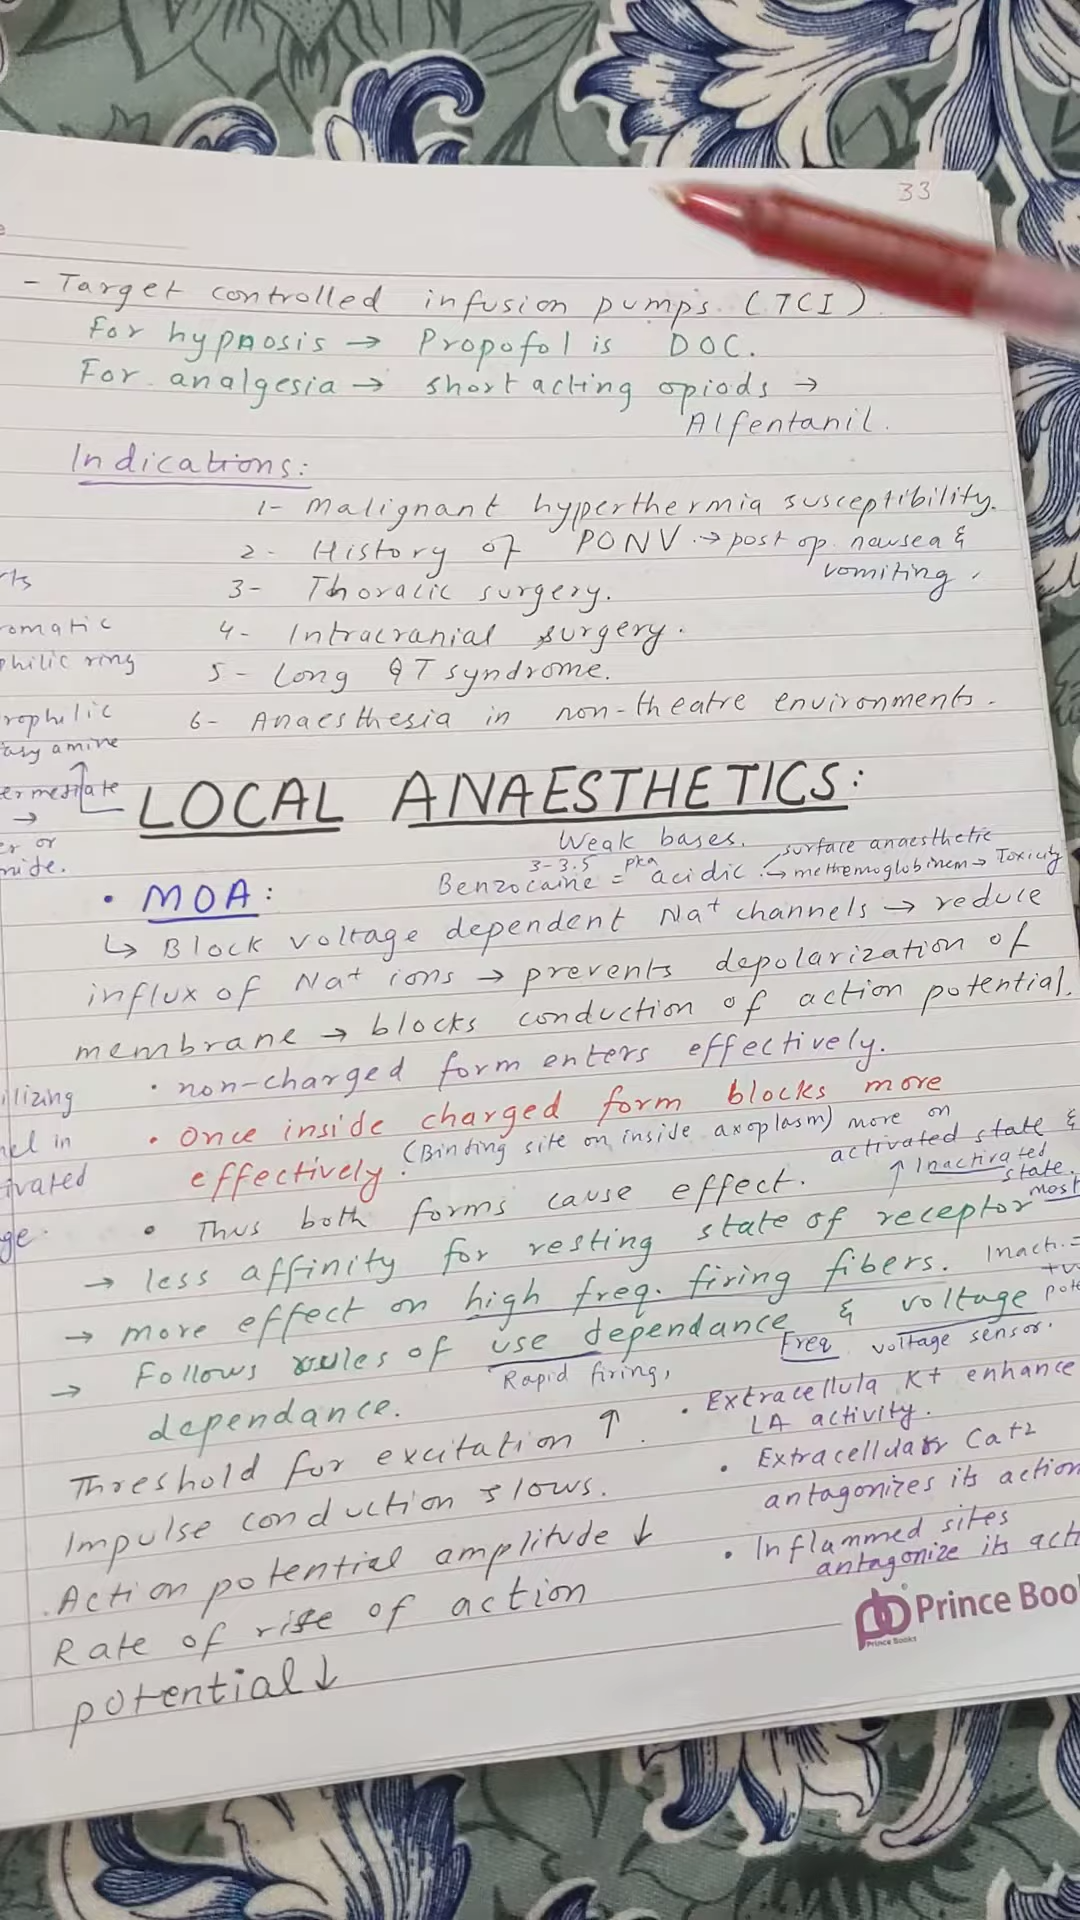 33
- Target controlled infusion pumps. (TCI)
For hypnosis → Propofol is DOC.
For analgesia → short acting opiods →
Alfentanil.
Indications:
1- Malignant hyperthermia susceptibility.
2- History of PONV → post op. nausea &
vomiting,
3- Thoracic surgery.
4- Intracranial surgery.
5- Long QT syndrome.
6- Anaesthesia in non-theatre environments.
philic ring
amine
LOCAL ANAESTHETICS:
Weak bases.
3-3.5 pka surface anaesthetic
Benzocaine = acidic → methemoglobinem → Toxicity
• MOA:
↳ Block voltage dependent Na+ channels → reduce
influx of Na+ ions → prevents depolarization of
membrane → blocks conduction of action potential.
• non-charged form enters effectively.
• Once inside charged form blocks more
effectively. (Binding site on inside axoplasm) more on
activated state &
↑ Inactivated
state.
• Thus both forms cause effect. most
→ less affinity for resting state of receptor
→ more effect on high freq. firing fibers. Inact. =
→ Follows rules of use dependance & voltage
Rapid firing, Freq voltage sensor.
dependance.
Threshold for excitation ↑.
Impulse conduction slows.
Action potential amplitude ↓
Rate of rise of action
potential ↓
• Extracellula K+ enhance
LA activity.
• Extracellular Ca+2
antagonizes its action
• Inflammed sites
antagonize its acti
Prince Boo
Prince Books